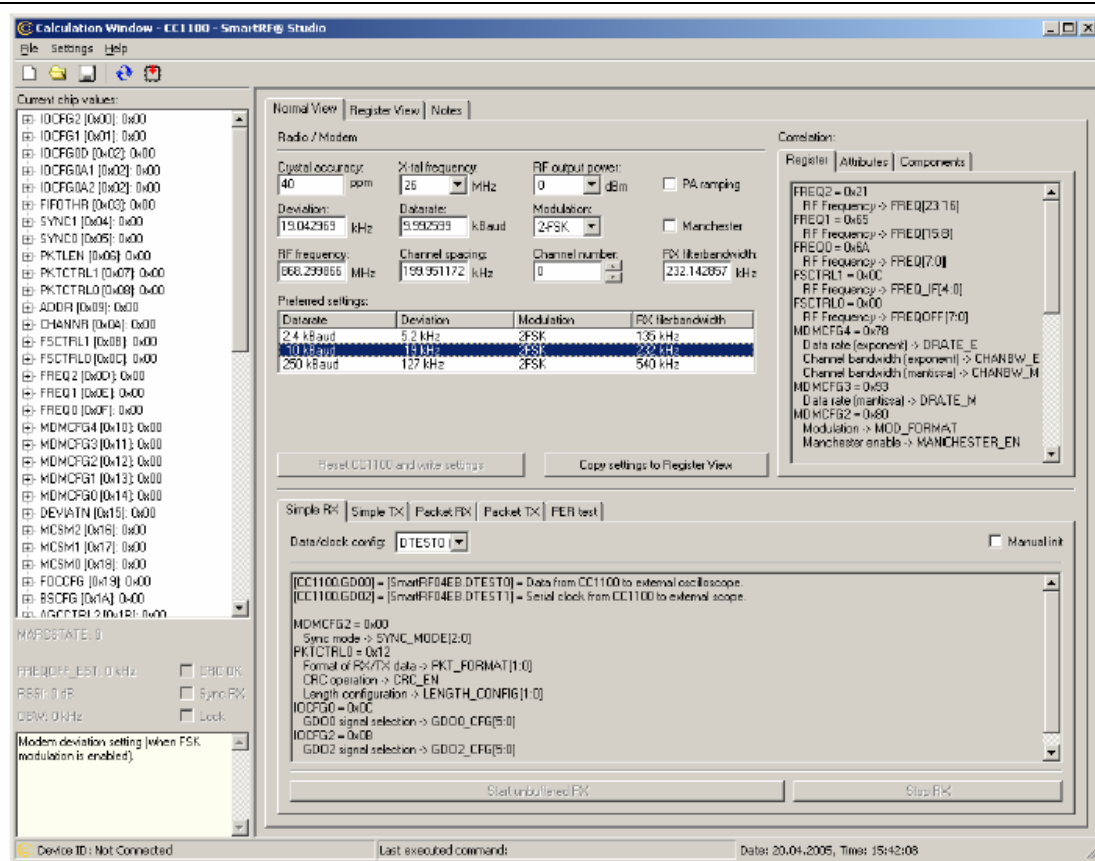 Calculation Window - CC1100 - SmartRF® Studio
File Settings Help
Current chip values:
IOCFG2 [0x00]: 0x00
IOCFG1 [0x01]: 0x00
IOCFG0D [0x02]: 0x00
IOCFG0A1 [0x02]: 0x00
IOCFG0A2 [0x02]: 0x00
FIFOTHR [0x03]: 0x00
SYNC1 [0x04]: 0x00
SYNC0 [0x05]: 0x00
PKTLEN [0x06]: 0x00
PKTCTRL1 [0x07]: 0x00
PKTCTRL0 [0x08]: 0x00
ADDR [0x09]: 0x00
CHANNR [0x0A]: 0x00
FSCTRL1 [0x0B]: 0x00
FSCTRL0 [0x0C]: 0x00
FREQ2 [0x0D]: 0x00
FREQ1 [0x0E]: 0x00
FREQ0 [0x0F]: 0x00
MDMCFG4 [0x10]: 0x00
MDMCFG3 [0x11]: 0x00
MDMCFG2 [0x12]: 0x00
MDMCFG1 [0x13]: 0x00
MDMCFG0 [0x14]: 0x00
DEVIATN [0x15]: 0x00
MCSM2 [0x16]: 0x00
MCSM1 [0x17]: 0x00
MCSM0 [0x18]: 0x00
FOCCFG [0x19]: 0x00
BSCFG [0x1A]: 0x00
AGCCTRL2 [0x1B]: 0x00
MARCSTATE: 0
FREQOFF_EST: 0 kHz CRC OK
RSSI: 0 dB Sync RX
CBW: 0 kHz Lock
Modem deviation setting (when FSK
modulation is enabled).
Normal View Register View Notes
Radio / Modem
Crystal accuracy: X-tal frequency: RF output power:
40 ppm 26 MHz 0 dBm PA ramping
Deviation: Datarate: Modulation:
19.042969 kHz 9.992599 kBaud 2-FSK Manchester
RF frequency: Channel spacing: Channel number: RX filterbandwidth:
868.299866 MHz 199.951172 kHz 0 232.142857 kHz
Preferred settings:
Datarate Deviation Modulation RX filterbandwidth
2.4 kBaud 5.2 kHz 2FSK 135 kHz
10 kBaud 19 kHz 2FSK 232 kHz
250 kBaud 127 kHz 2FSK 540 kHz
Reset CC1100 and write settings Copy settings to Register View
Correlation:
Register Attributes Components
FREQ2 = 0x21
RF Frequency -> FREQ[23:16]
FREQ1 = 0x65
RF Frequency -> FREQ[15:8]
FREQ0 = 0x6A
RF Frequency -> FREQ[7:0]
FSCTRL1 = 0x0C
RF Frequency -> FREQ_IF[4:0]
FSCTRL0 = 0x00
RF Frequency -> FREQOFF[7:0]
MDMCFG4 = 0x78
Data rate (exponent) -> DRATE_E
Channel bandwidth (exponent) -> CHANBW_E
Channel bandwidth (mantissa) -> CHANBW_M
MDMCFG3 = 0x93
Data rate (mantissa) -> DRATE_M
MDMCFG2 = 0x80
Modulation -> MOD_FORMAT
Manchester enable -> MANCHESTER_EN
Simple RX Simple TX Packet RX Packet TX PER test
Data/clock config: DTEST0 ( Manual init
[CC1100.GDO0] = [SmartRF04EB.DTEST0] = Data from CC1100 to external oscilloscope.
[CC1100.GDO2] = [SmartRF04EB.DTEST1] = Serial clock from CC1100 to external scope.
MDMCFG2 = 0x00
Sync mode -> SYNC_MODE[2:0]
PKTCTRL0 = 0x12
Format of RX/TX data -> PKT_FORMAT[1:0]
CRC operation -> CRC_EN
Length configuration -> LENGTH_CONFIG[1:0]
IOCFG0 = 0x0C
GDO0 signal selection -> GDO0_CFG[5:0]
IOCFG2 = 0x0B
GDO2 signal selection -> GDO2_CFG[5:0]
Start unbuffered RX Stop RX
Device ID: Not Connected Last executed command: Date: 20.04.2005, Time: 15:42:08